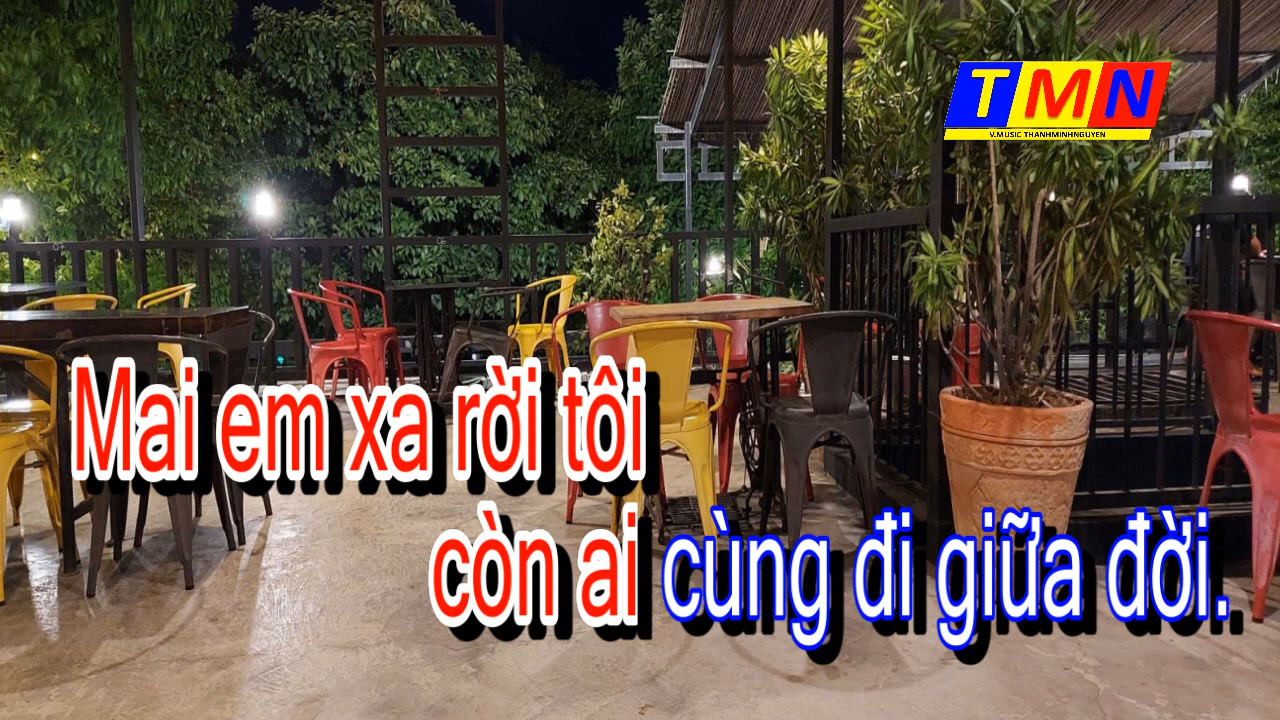 TMN
V.MUSIC THANHMINHNGUYEN
Mai em xa rời tôi
còn ai cùng đi giữa đời.